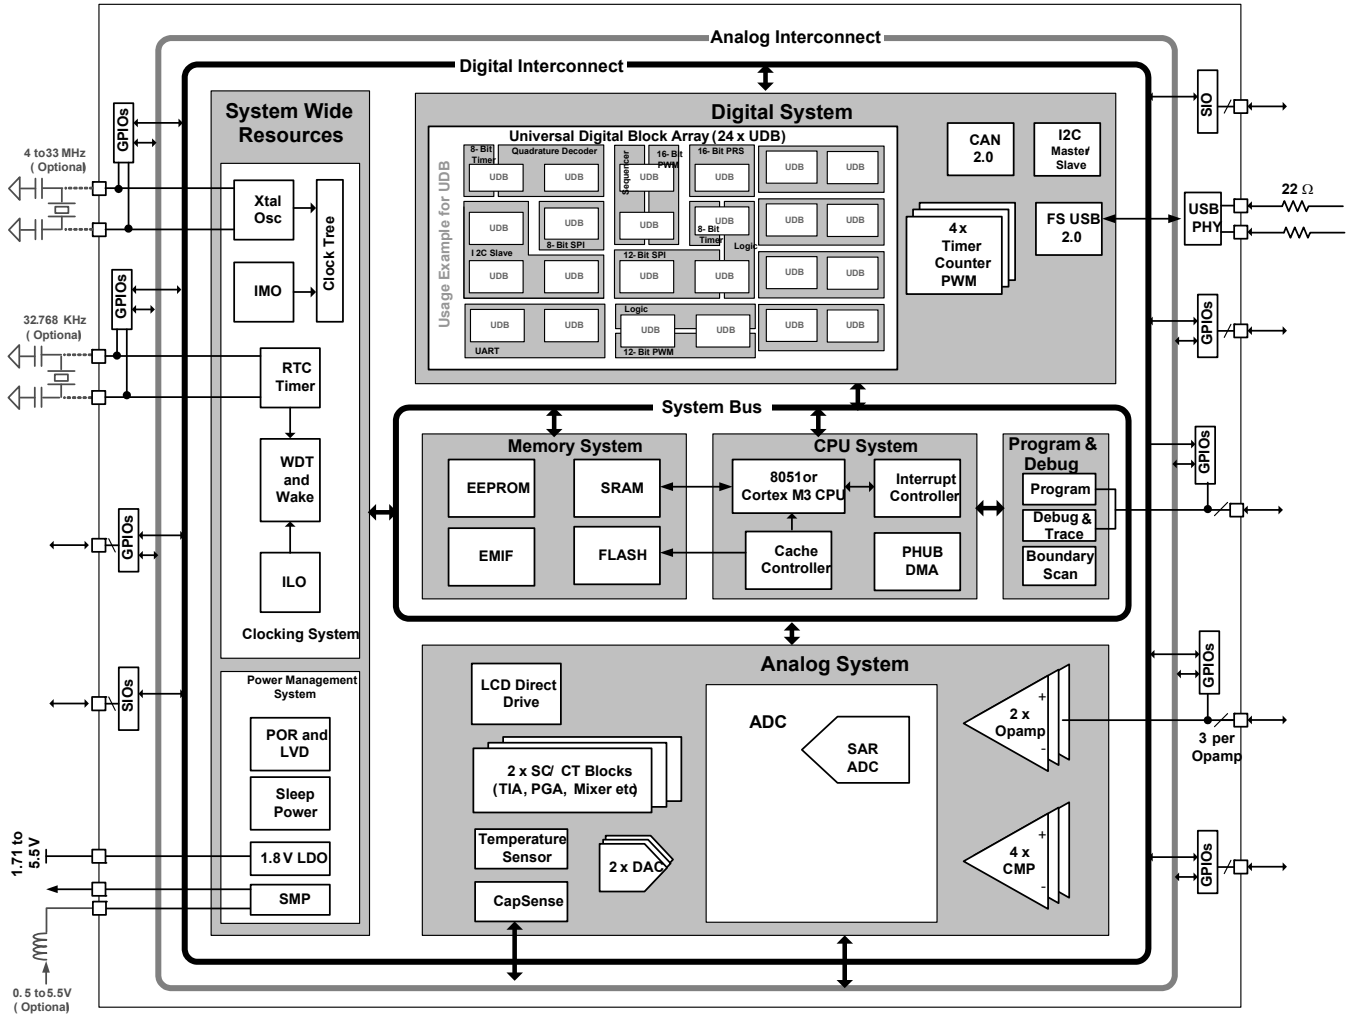 Analog Interconnect
Digital Interconnect
System Wide
Resources
Digital System
Universal Digital Block Array (24 x UDB)
Usage Example for UDB
8- Bit
Timer
Quadrature Decoder
Sequencer
16- Bit
PWM
16- Bit PRS
UDB
UDB
UDB
UDB
UDB
UDB
UDB
UDB
UDB
UDB
UDB
UDB
I2C Slave
8- Bit SPI
12- Bit SPI
8- Bit
Timer
Logic
UDB
UDB
UDB
UDB
UDB
UDB
UDB
UDB
UDB
UDB
UDB
UDB
UART
Logic
12- Bit PWM
CAN
2.0
I2C
Master/
Slave
4 x
Timer
Counter
PWM
FS USB
2.0
USB
PHY
22 Ω
SIO
GPIOs
GPIOs
GPIOs
GPIOs
GPIOs
GPIOs
GPIOs
SIOs
4 to 33 MHz
( Optional)
32.768 KHz
( Optional)
Xtal
Osc
IMO
Clock Tree
RTC
Timer
WDT
and
Wake
ILO
Clocking System
Power Management
System
POR and
LVD
Sleep
Power
1.8 V LDO
SMP
1.71 to
5.5 V
0. 5 to 5.5V
( Optional)
System Bus
Memory System
EEPROM
SRAM
EMIF
FLASH
CPU System
8051 or
Cortex M3 CPU
Interrupt
Controller
Cache
Controller
PHUB
DMA
Program &
Debug
Program
Debug &
Trace
Boundary
Scan
Analog System
LCD Direct
Drive
2 x SC/ CT Blocks
(TIA, PGA, Mixer etc)
Temperature
Sensor
CapSense
2 x DAC
ADC
SAR
ADC
+
2 x
Opamp
-
+
4 x
CMP
-
3 per
Opamp